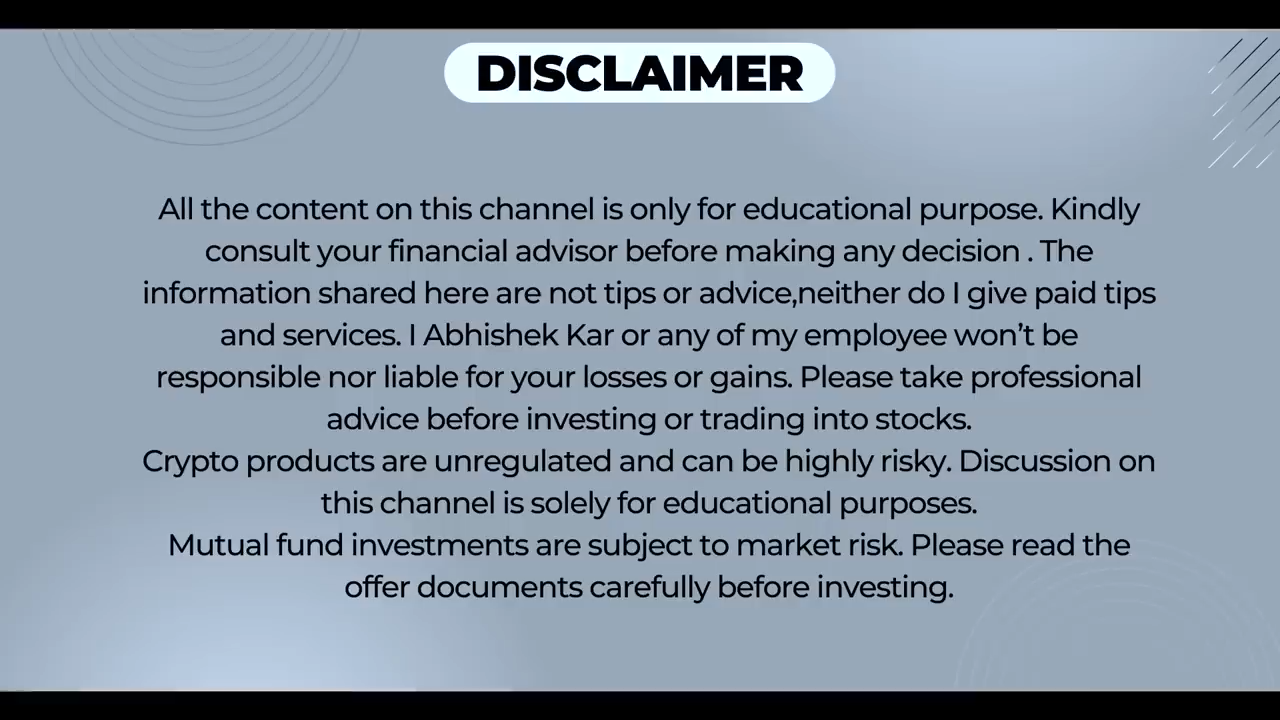 DISCLAIMER
All the content on this channel is only for educational purpose. Kindly
consult your financial advisor before making any decision . The
information shared here are not tips or advice,neither do I give paid tips
and services. I Abhishek Kar or any of my employee won’t be
responsible nor liable for your losses or gains. Please take professional
advice before investing or trading into stocks.
Crypto products are unregulated and can be highly risky. Discussion on
this channel is solely for educational purposes.
Mutual fund investments are subject to market risk. Please read the
offer documents carefully before investing.